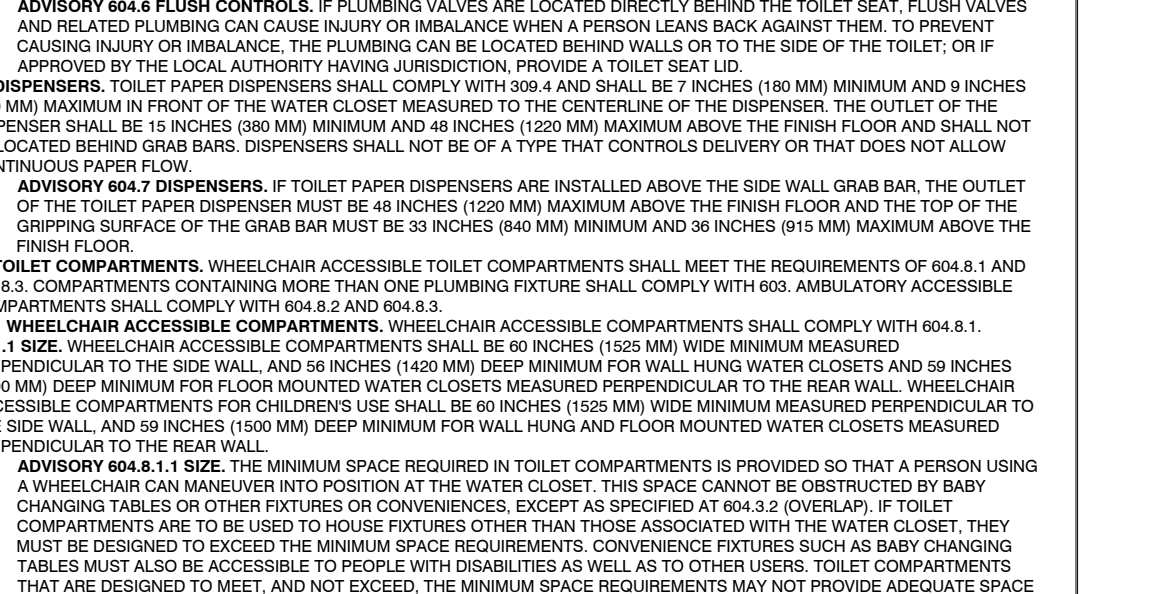 ADVISORY 604.6 FLUSH CONTROLS. IF PLUMBING VALVES ARE LOCATED DIRECTLY BEHIND THE TOILET SEAT, FLUSH VALVES
AND RELATED PLUMBING CAN CAUSE INJURY OR IMBALANCE WHEN A PERSON LEANS BACK AGAINST THEM. TO PREVENT
CAUSING INJURY OR IMBALANCE, THE PLUMBING CAN BE LOCATED BEHIND WALLS OR TO THE SIDE OF THE TOILET; OR IF
APPROVED BY THE LOCAL AUTHORITY HAVING JURISDICTION, PROVIDE A TOILET SEAT LID.
DISPENSERS. TOILET PAPER DISPENSERS SHALL COMPLY WITH 309.4 AND SHALL BE 7 INCHES (180 MM) MINIMUM AND 9 INCHES
MM) MAXIMUM IN FRONT OF THE WATER CLOSET MEASURED TO THE CENTERLINE OF THE DISPENSER. THE OUTLET OF THE
PENSER SHALL BE 15 INCHES (380 MM) MINIMUM AND 48 INCHES (1220 MM) MAXIMUM ABOVE THE FINISH FLOOR AND SHALL NOT
LOCATED BEHIND GRAB BARS. DISPENSERS SHALL NOT BE OF A TYPE THAT CONTROLS DELIVERY OR THAT DOES NOT ALLOW
NTINUOUS PAPER FLOW.
ADVISORY 604.7 DISPENSERS. IF TOILET PAPER DISPENSERS ARE INSTALLED ABOVE THE SIDE WALL GRAB BAR, THE OUTLET
OF THE TOILET PAPER DISPENSER MUST BE 48 INCHES (1220 MM) MAXIMUM ABOVE THE FINISH FLOOR AND THE TOP OF THE
GRIPPING SURFACE OF THE GRAB BAR MUST BE 33 INCHES (840 MM) MINIMUM AND 36 INCHES (915 MM) MAXIMUM ABOVE THE
FINISH FLOOR.
TOILET COMPARTMENTS. WHEELCHAIR ACCESSIBLE TOILET COMPARTMENTS SHALL MEET THE REQUIREMENTS OF 604.8.1 AND
8.3. COMPARTMENTS CONTAINING MORE THAN ONE PLUMBING FIXTURE SHALL COMPLY WITH 603. AMBULATORY ACCESSIBLE
MPARTMENTS SHALL COMPLY WITH 604.8.2 AND 604.8.3.
WHEELCHAIR ACCESSIBLE COMPARTMENTS. WHEELCHAIR ACCESSIBLE COMPARTMENTS SHALL COMPLY WITH 604.8.1.
.1 SIZE. WHEELCHAIR ACCESSIBLE COMPARTMENTS SHALL BE 60 INCHES (1525 MM) WIDE MINIMUM MEASURED
PENDICULAR TO THE SIDE WALL, AND 56 INCHES (1420 MM) DEEP MINIMUM FOR WALL HUNG WATER CLOSETS AND 59 INCHES
0 MM) DEEP MINIMUM FOR FLOOR MOUNTED WATER CLOSETS MEASURED PERPENDICULAR TO THE REAR WALL. WHEELCHAIR
CESSIBLE COMPARTMENTS FOR CHILDREN'S USE SHALL BE 60 INCHES (1525 MM) WIDE MINIMUM MEASURED PERPENDICULAR TO
SIDE WALL, AND 59 INCHES (1500 MM) DEEP MINIMUM FOR WALL HUNG AND FLOOR MOUNTED WATER CLOSETS MEASURED
PENDICULAR TO THE REAR WALL.
ADVISORY 604.8.1.1 SIZE. THE MINIMUM SPACE REQUIRED IN TOILET COMPARTMENTS IS PROVIDED SO THAT A PERSON USING
A WHEELCHAIR CAN MANEUVER INTO POSITION AT THE WATER CLOSET. THIS SPACE CANNOT BE OBSTRUCTED BY BABY
CHANGING TABLES OR OTHER FIXTURES OR CONVENIENCES, EXCEPT AS SPECIFIED AT 604.3.2 (OVERLAP). IF TOILET
COMPARTMENTS ARE TO BE USED TO HOUSE FIXTURES OTHER THAN THOSE ASSOCIATED WITH THE WATER CLOSET, THEY
MUST BE DESIGNED TO EXCEED THE MINIMUM SPACE REQUIREMENTS. CONVENIENCE FIXTURES SUCH AS BABY CHANGING
TABLES MUST ALSO BE ACCESSIBLE TO PEOPLE WITH DISABILITIES AS WELL AS TO OTHER USERS. TOILET COMPARTMENTS
THAT ARE DESIGNED TO MEET, AND NOT EXCEED, THE MINIMUM SPACE REQUIREMENTS MAY NOT PROVIDE ADEQUATE SPACE